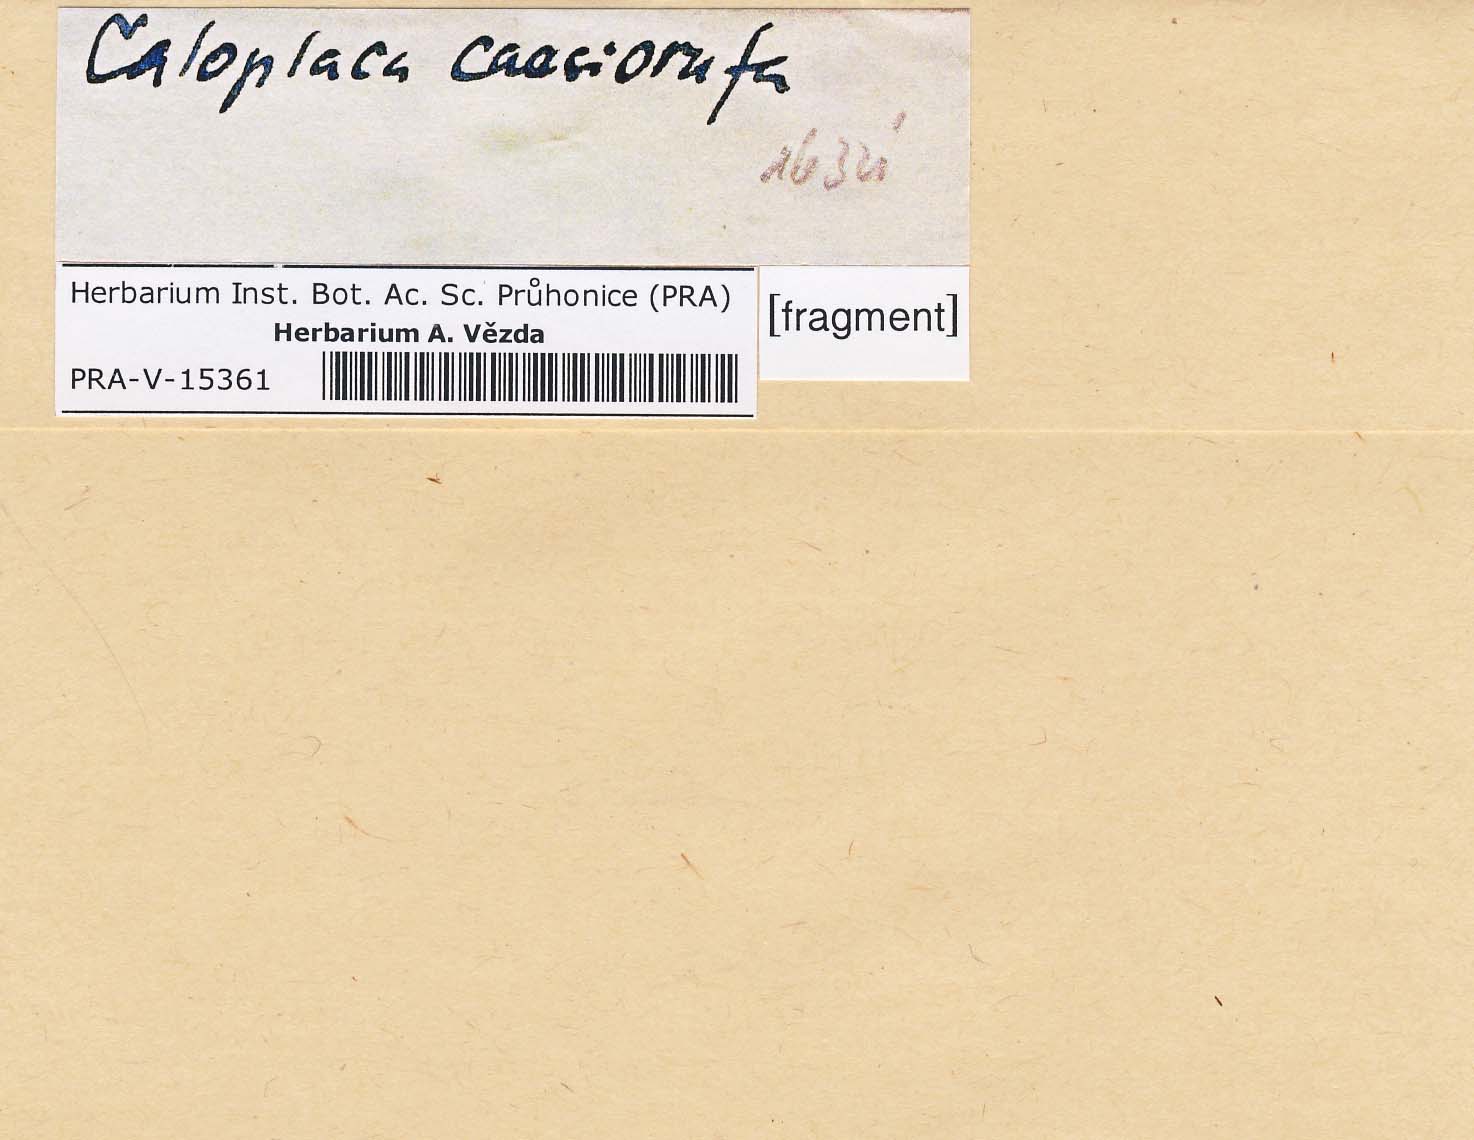 Caloplaca caesiorufa
Herbarium Inst. Bot. Ac. Sc. Průhonice (PRA)
[fragment]
Herbarium A. Vězda
PRA-V-15361